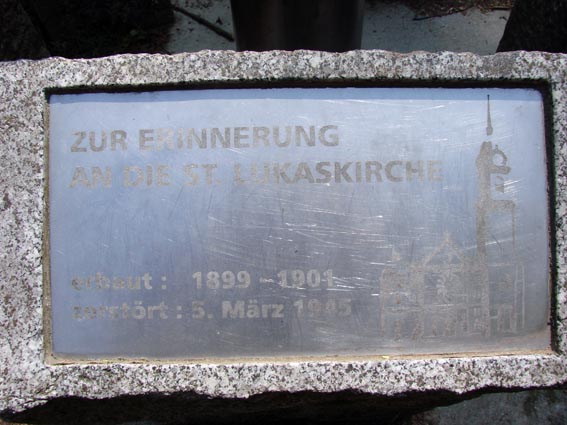 ZUR ERINNERUNG
AN DIE ST. LUKASKIRCHE
erbaut : 1899 - 1901
zerstört : 5. März 1945